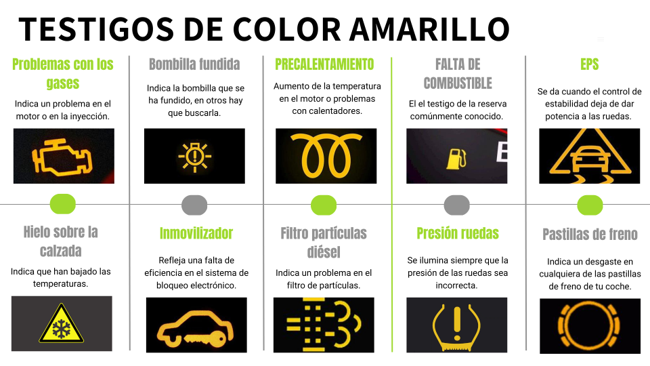 TESTIGOS DE COLOR AMARILLO
Problemas con los
gases
Indica un problema en el
motor o en la inyección.
Bombilla fundida
Indica la bombilla que se
ha fundido, en otros hay
que buscarla.
PRECALENTAMIENTO
Aumento de la temperatura
en el motor o problemas
con calentadores.
FALTA DE
COMBUSTIBLE
El el testigo de la reserva
comúnmente conocido.
E
EPS
Se da cuando el control de
estabilidad deja de dar
potencia a las ruedas.
Hielo sobre la
calzada
Indica que han bajado las
temperaturas.
Inmovilizador
Refleja una falta de
eficiencia en el sistema de
bloqueo electrónico.
Filtro partículas
diésel
Indica un problema en el
filtro de partículas.
Presión ruedas
Se ilumina siempre que la
presión de las ruedas sea
incorrecta.
Pastillas de freno
Indica un desgaste en
cualquiera de las pastillas
de freno de tu coche.